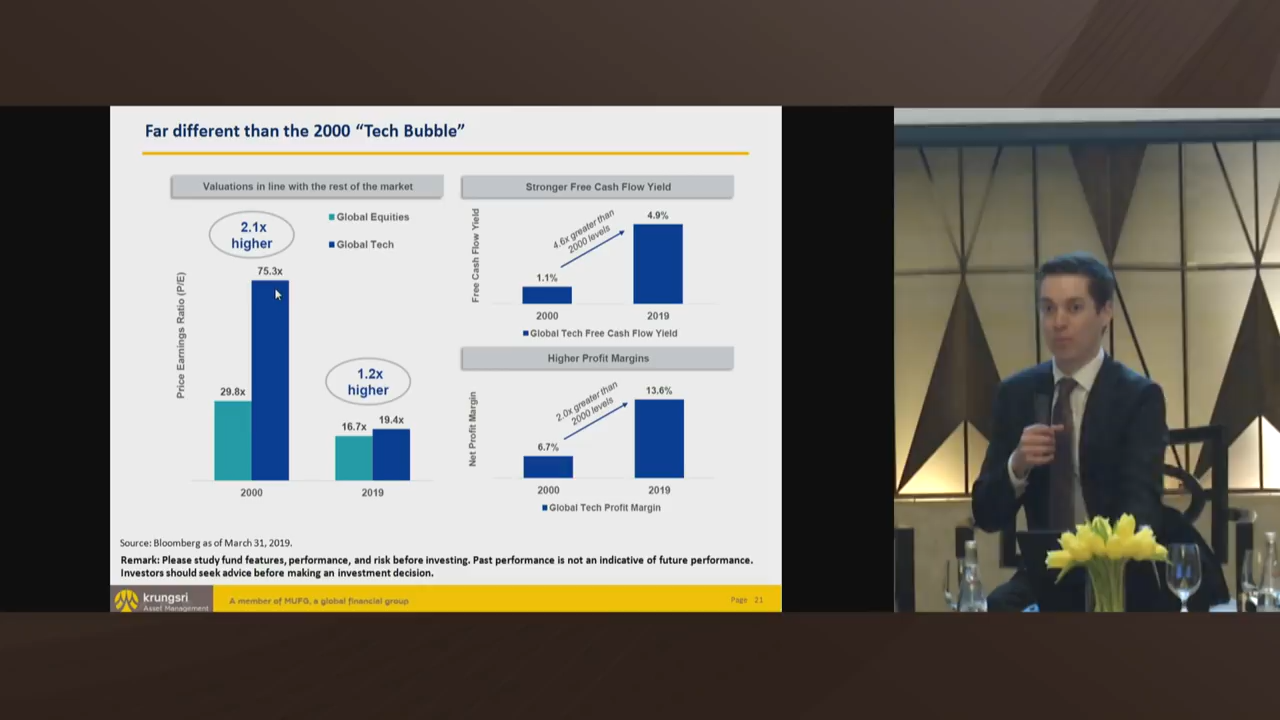 Far different than the 2000 “Tech Bubble”
Valuations in line with the rest of the market
2.1x
higher
Global Equities
Global Tech
75.3x
29.8x
1.2x
higher
16.7x
19.4x
Price Earnings Ratio (P/E)
2000
2019
Stronger Free Cash Flow Yield
Free Cash Flow Yield
4.6x greater than
2000 levels
1.1%
4.9%
2000
2019
Global Tech Free Cash Flow Yield
Higher Profit Margins
Net Profit Margin
2.0x greater than
2000 levels
6.7%
13.6%
2000
2019
Global Tech Profit Margin
Source: Bloomberg as of March 31, 2019.
Remark: Please study fund features, performance, and risk before investing. Past performance is not an indicative of future performance.
Investors should seek advice before making an investment decision.
krungsri
Asset Management
A member of MUFG, a global financial group
Page 21